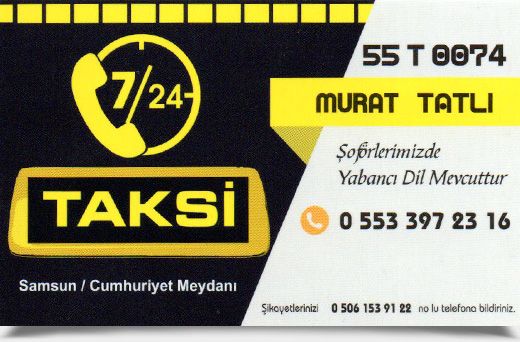 7/24
TAKSİ
Samsun / Cumhuriyet Meydanı
55 T 0074
MURAT TATLI
Şoförlerimizde
Yabancı Dil Mevcuttur
0 553 397 23 16
Şikayetlerinizi 0 506 153 91 22 no lu telefona bildiriniz.